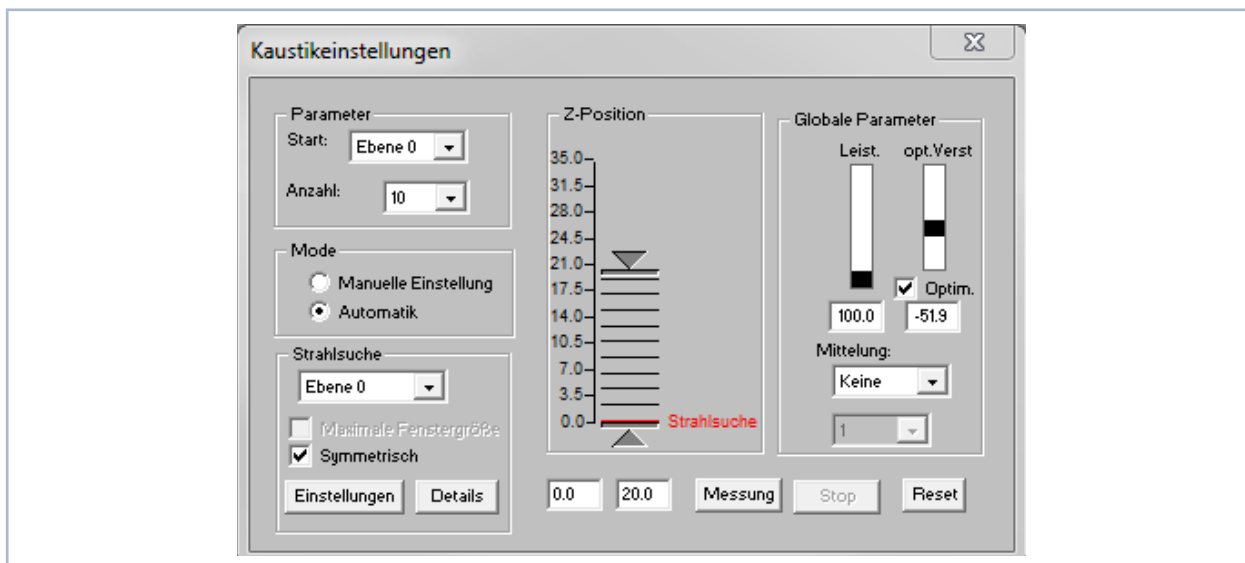 Kaustikeinstellungen
Parameter
Start: Ebene 0
Anzahl: 10
Mode
Manuelle Einstellung
Automatik
Strahlsuche
Ebene 0
Maximale Fenstergröße
Symmetrisch
Einstellungen Details
Z-Position
35.0
31.5
28.0
24.5
21.0
17.5
14.0
10.5
7.0
3.5
0.0 Strahlsuche
0.0 20.0 Messung Stop Reset
Globale Parameter
Leist. opt.Verst
Optim.
100.0 -51.9
Mittelung:
Keine
1